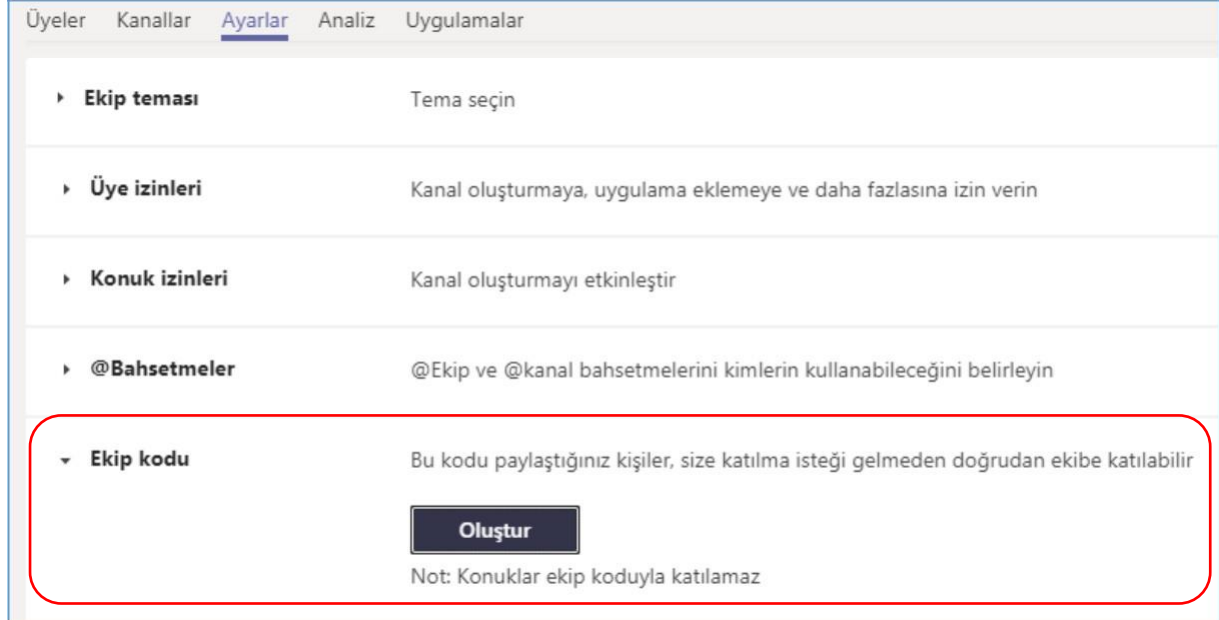 Üyeler Kanallar Ayarlar Analiz Uygulamalar
Ekip teması Tema seçin
Üye izinleri Kanal oluşturmaya, uygulama eklemeye ve daha fazlasına izin verin
Konuk izinleri Kanal oluşturmayı etkinleştir
@Bahsetmeler @Ekip ve @kanal bahsetmelerini kimlerin kullanabileceğini belirleyin
Ekip kodu Bu kodu paylaştığınız kişiler, size katılma isteği gelmeden doğrudan ekibe katılabilir
Oluştur
Not: Konuklar ekip koduyla katılamaz